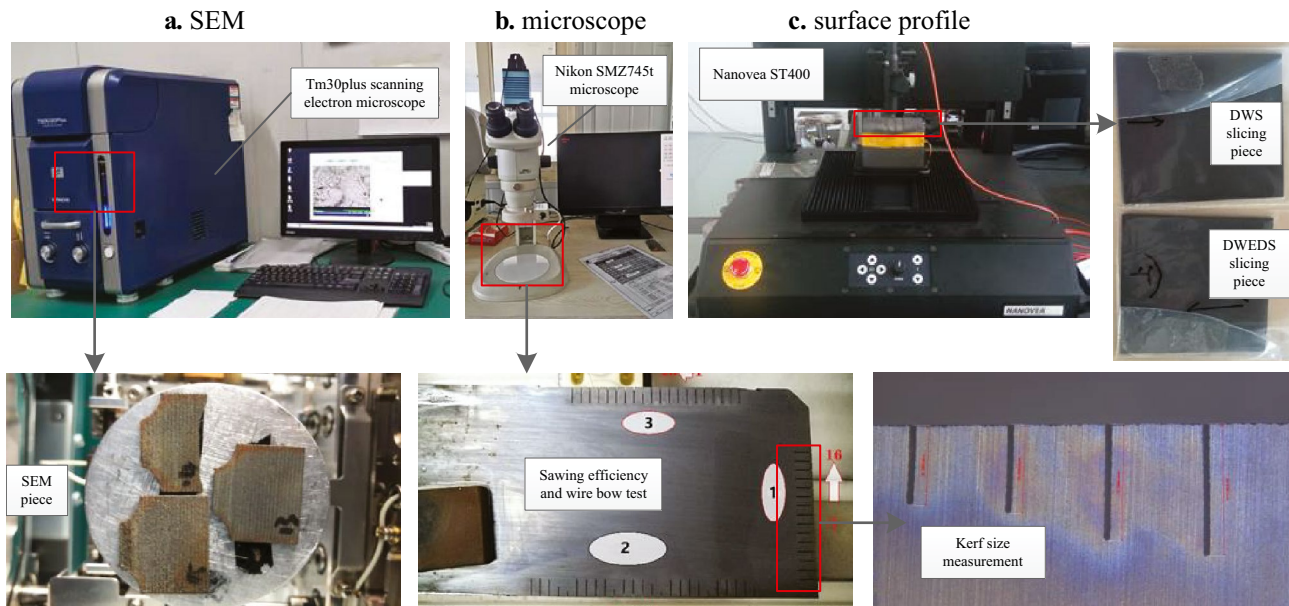 a. SEM
b. microscope
c. surface profile
Tm30plus scanning
electron microscope
Nikon SMZ745t
microscope
Nanovea ST400
DWS
slicing
piece
DWEDS
slicing
piece
NANOVEA
SEM
piece
3
Sawing efficiency
and wire bow test
1
2
16
Kerf size
measurement